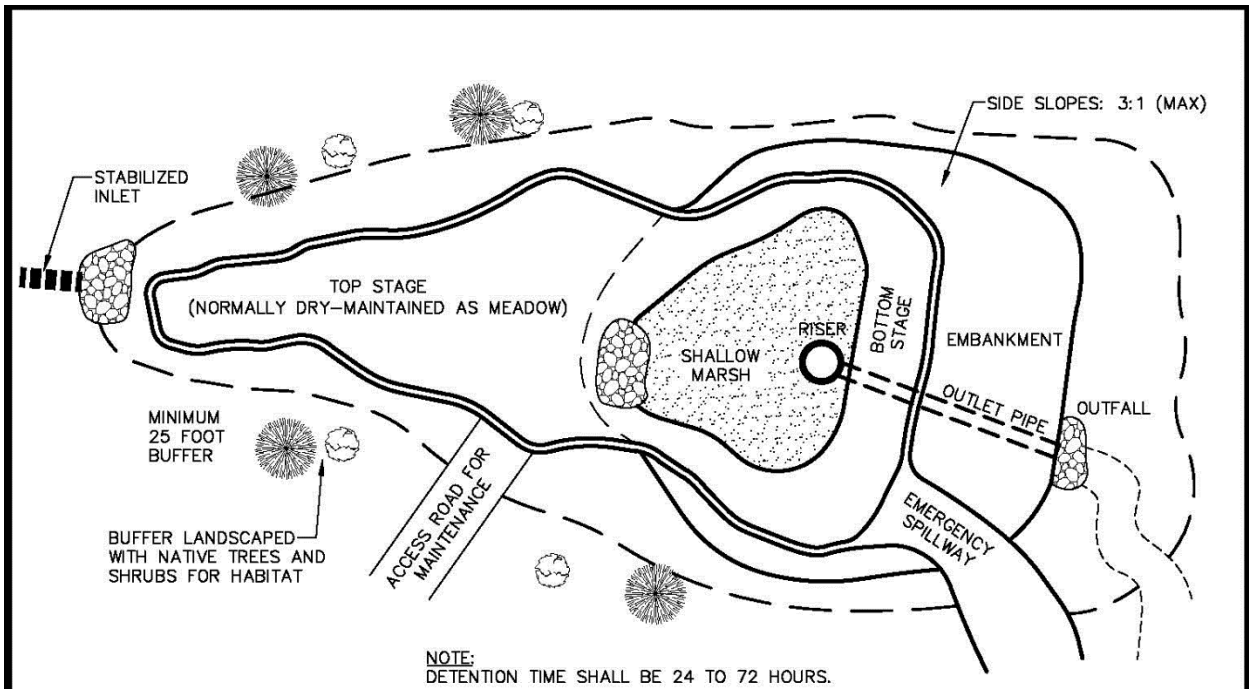 SIDE SLOPES: 3:1 (MAX)
STABILIZED
INLET
TOP STAGE
(NORMALLY DRY-MAINTAINED AS MEADOW)
RISER
SHALLOW
MARSH
BOTTOM
STAGE
EMBANKMENT
OUTLET PIPE
OUTFALL
MINIMUM
25 FOOT
BUFFER
BUFFER LANDSCAPED
WITH NATIVE TREES AND
SHRUBS FOR HABITAT
ACCESS ROAD FOR
MAINTENANCE
EMERGENCY
SPILLWAY
NOTE:
DETENTION TIME SHALL BE 24 TO 72 HOURS.